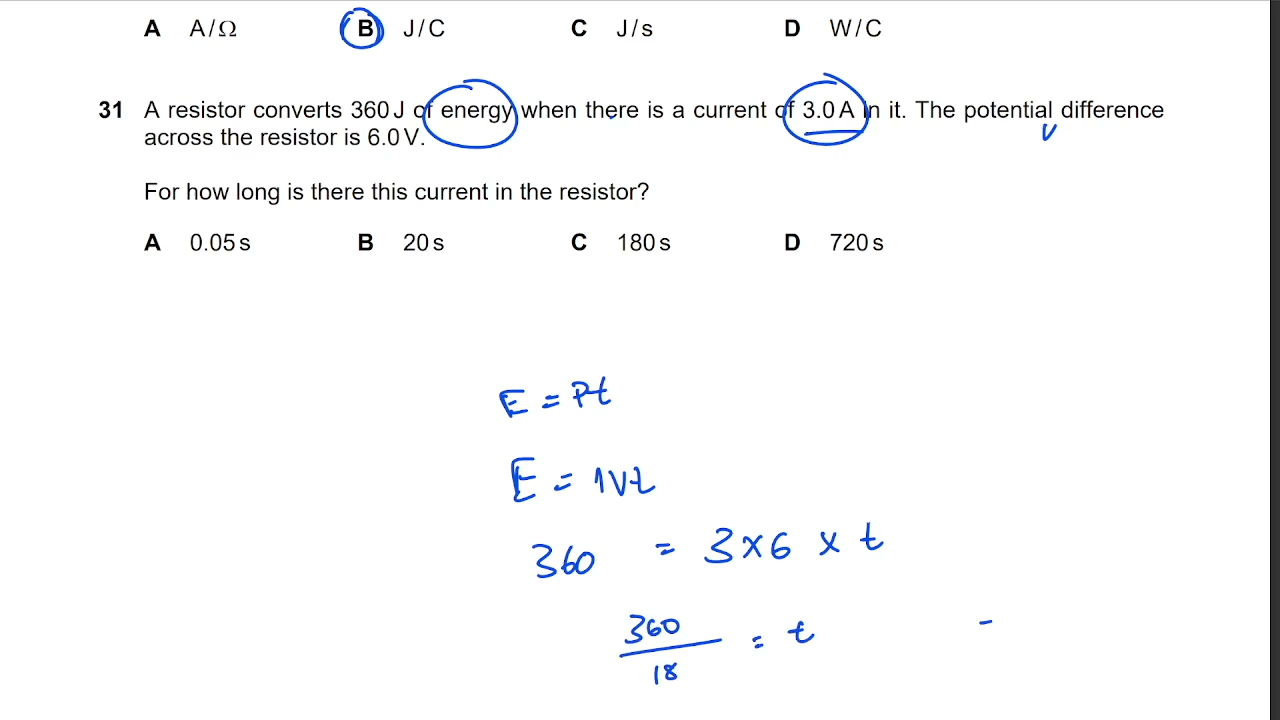 A A/Ω B J/C C J/s D W/C
31 A resistor converts 360 J of energy when there is a current of 3.0 A in it. The potential difference
V
across the resistor is 6.0 V.
For how long is there this current in the resistor?
A 0.05 s B 20 s C 180 s D 720 s
E = Pt
E = IVt
360 = 3 × 6 × t
360
18
= t -